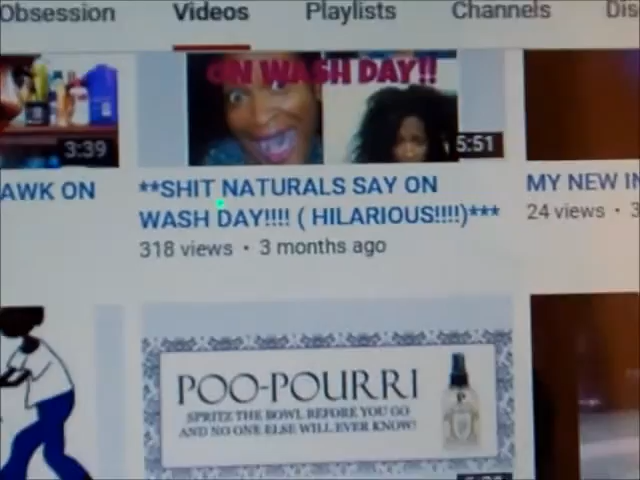 Obsession Videos Playlists Channels Dis
ON WASH DAY!!
3:39
5:51
AWK ON
**SHIT NATURALS SAY ON
WASH DAY!!!! ( HILARIOUS!!!!)***
318 views • 3 months ago
MY NEW IN
24 views • 3
POO-POURRI
SPRITZ THE BOWL BEFORE YOU GO
AND NO ONE ELSE WILL EVER KNOW!